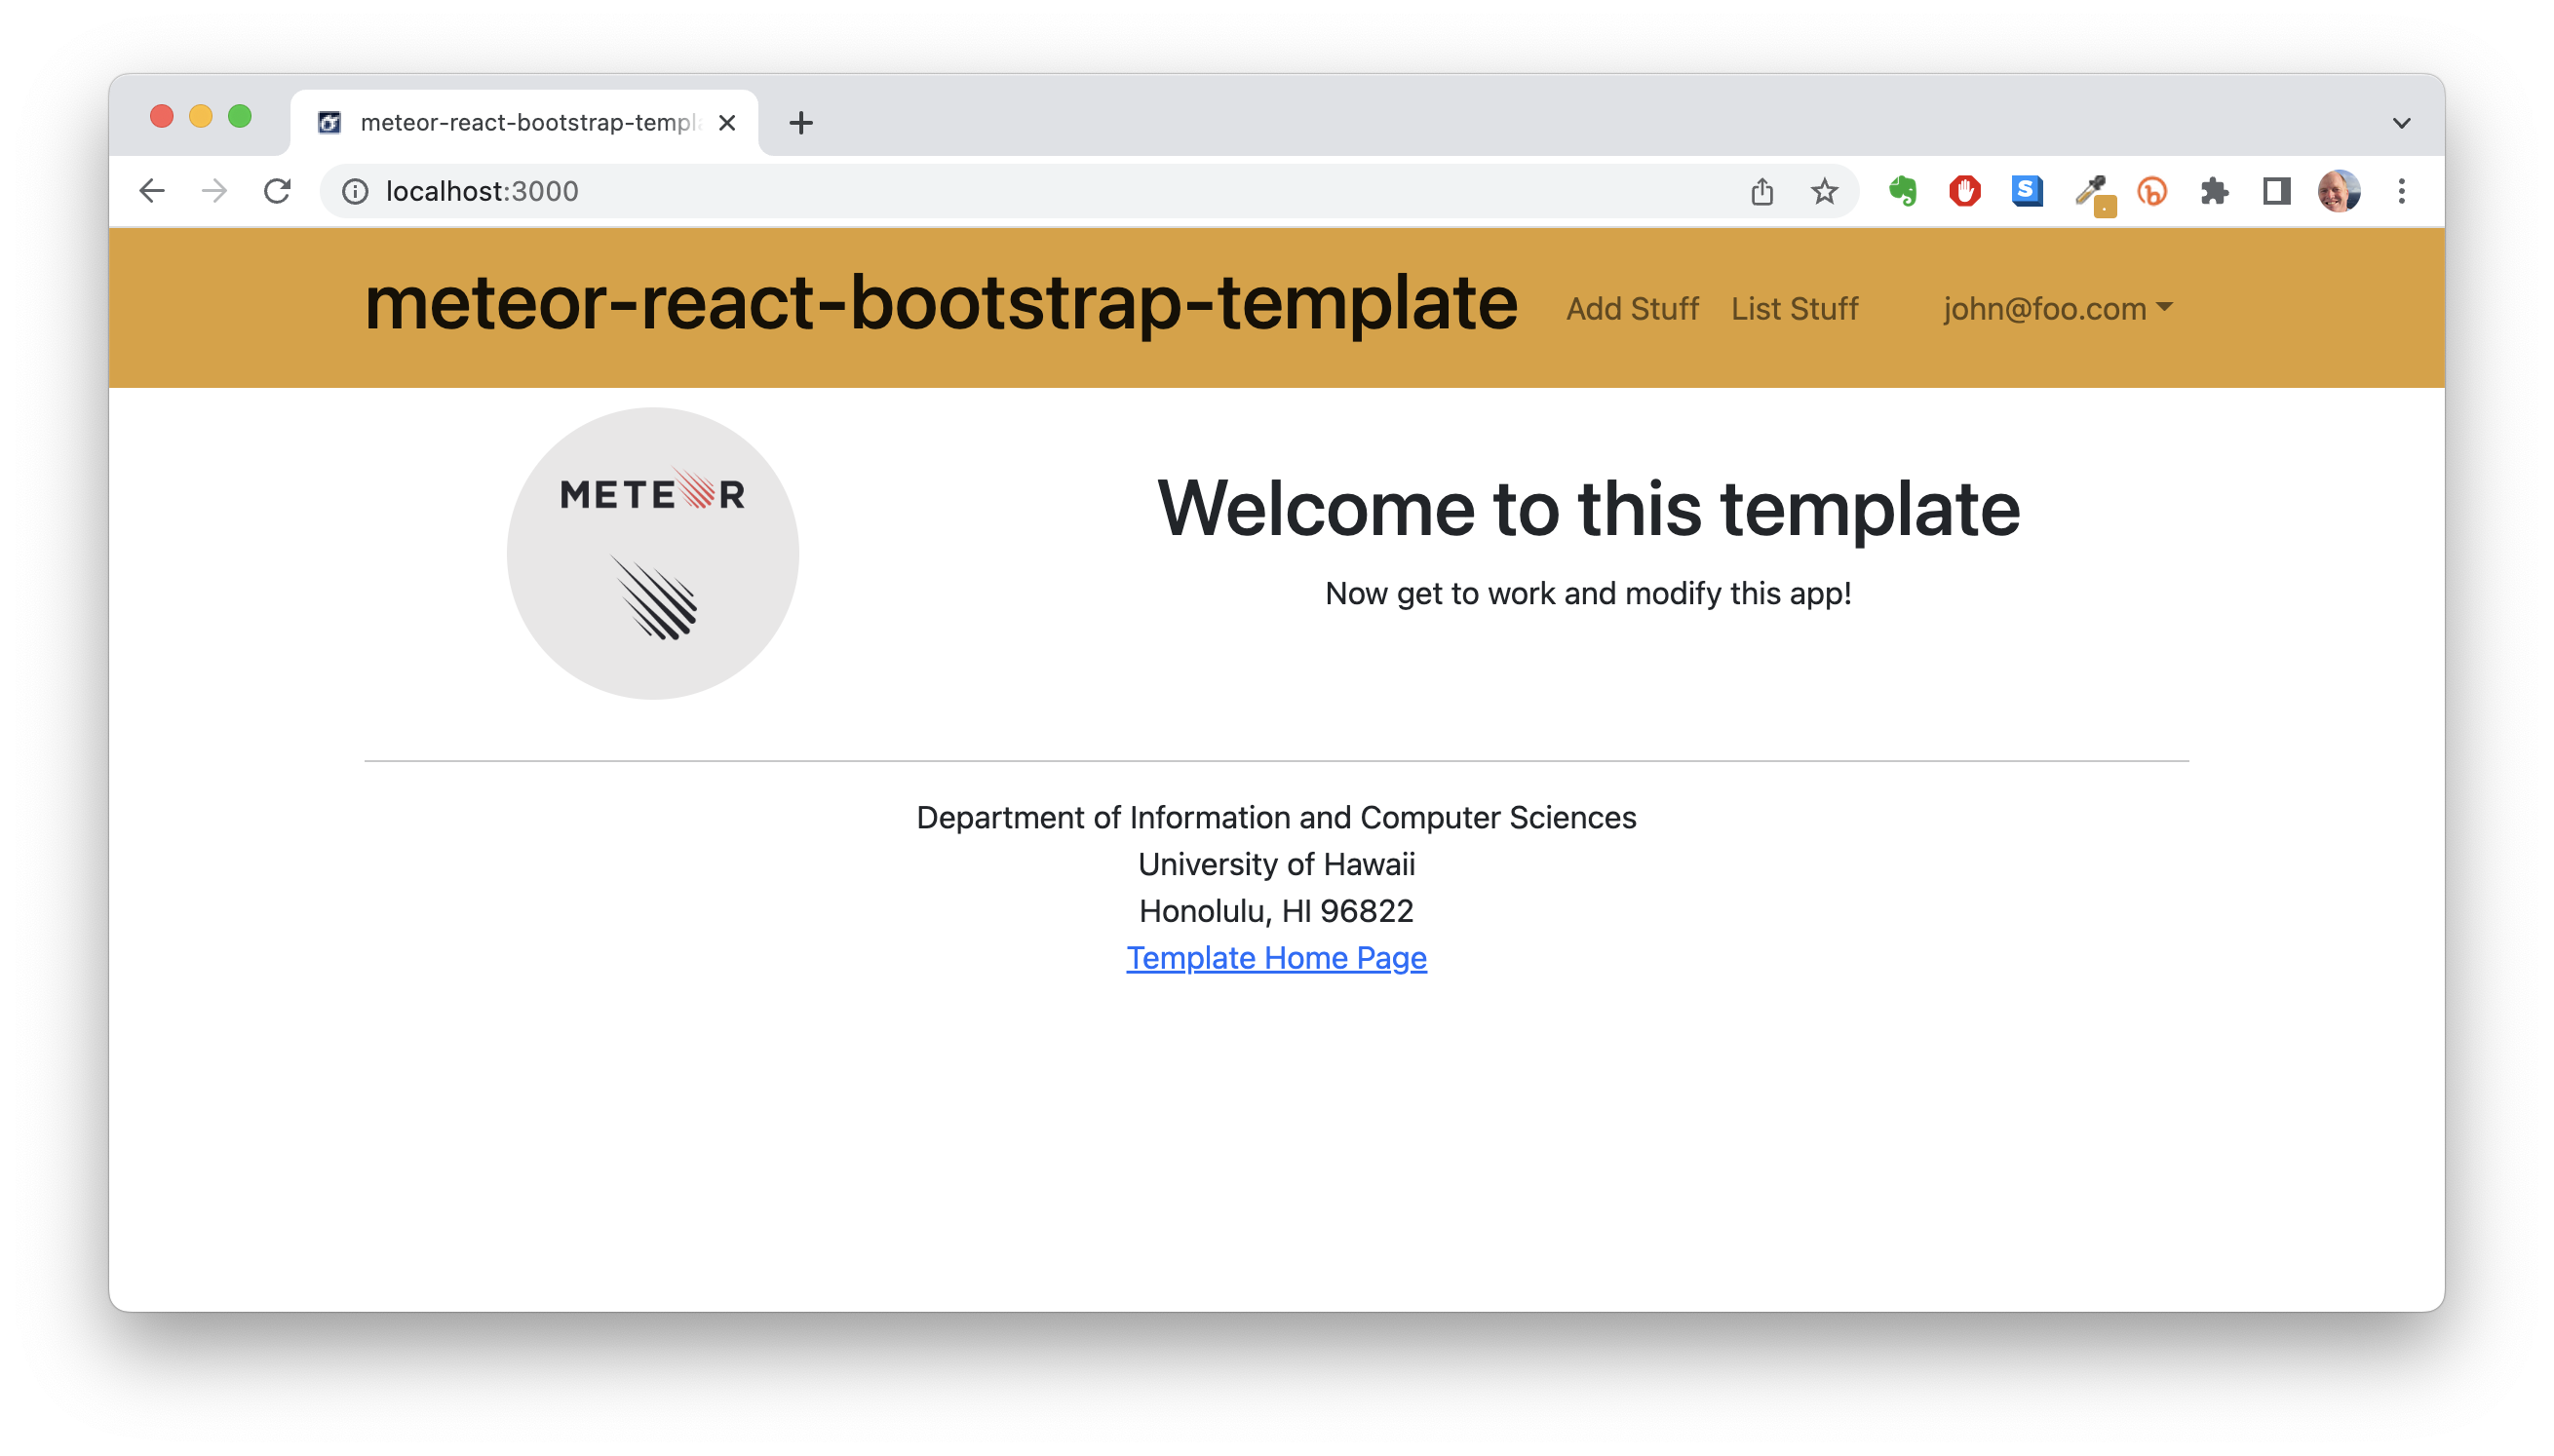 meteor-react-bootstrap-templa
localhost:3000
meteor-react-bootstrap-template
Add Stuff
List Stuff
john@foo.com
METEOR
Welcome to this template
Now get to work and modify this app!
Department of Information and Computer Sciences
University of Hawaii
Honolulu, HI 96822
Template Home Page